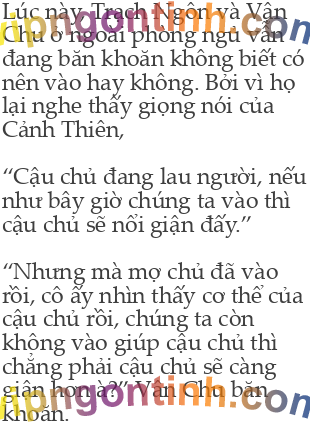 Lúc này, Trạch Ngôn và Vân
Chu ở ngoài phòng ngủ vẫn
đang băn khoăn không biết có
nên vào hay không. Bởi vì họ
lại nghe thấy giọng nói của
Cảnh Thiên,
“Cậu chủ đang lau người, nếu
như bây giờ chúng ta vào thì
cậu chủ sẽ nổi giận đấy.”
“Nhưng mà mợ chủ đã vào
rồi, cô ấy nhìn thấy cơ thể của
cậu chủ rồi, chúng ta còn
không vào giúp cậu chủ thì
chẳng phải cậu chủ sẽ càng
giận hơn à?” Vân Chu băn
khoăn.